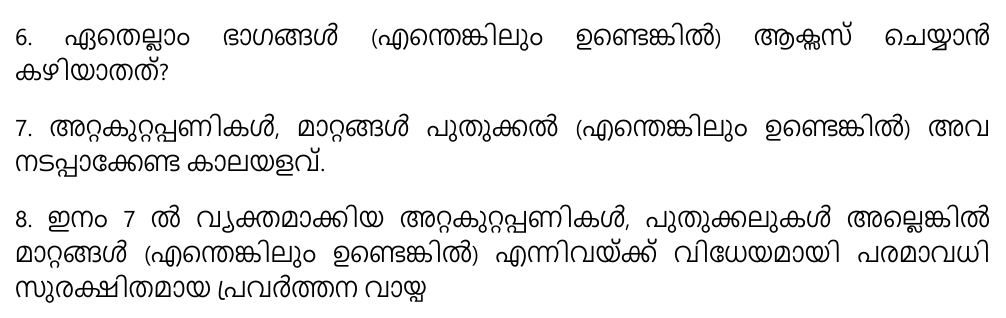 6. ഏതെല്ലാം ഭാഗങ്ങൾ (എന്തെങ്കിലും ഉണ്ടെങ്കിൽ) ആക്സസ് ചെയ്യാൻ
കഴിയാതത്?
7. അറ്റകുറ്റപ്പണികൾ, മാറ്റങ്ങൾ പുതുക്കൽ (എന്തെങ്കിലും ഉണ്ടെങ്കിൽ) അവ
നടപ്പാക്കേണ്ട കാലയളവ്.
8. ഇനം 7 ൽ വ്യക്തമാക്കിയ അറ്റകുറ്റപ്പണികൾ, പുതുക്കലുകൾ അല്ലെങ്കിൽ
മാറ്റങ്ങൾ (എന്തെങ്കിലും ഉണ്ടെങ്കിൽ) എന്നിവയ്ക്ക് വിധേയമായി പരമാവധി
സുരക്ഷിതമായ പ്രവർത്തന വായ്പ